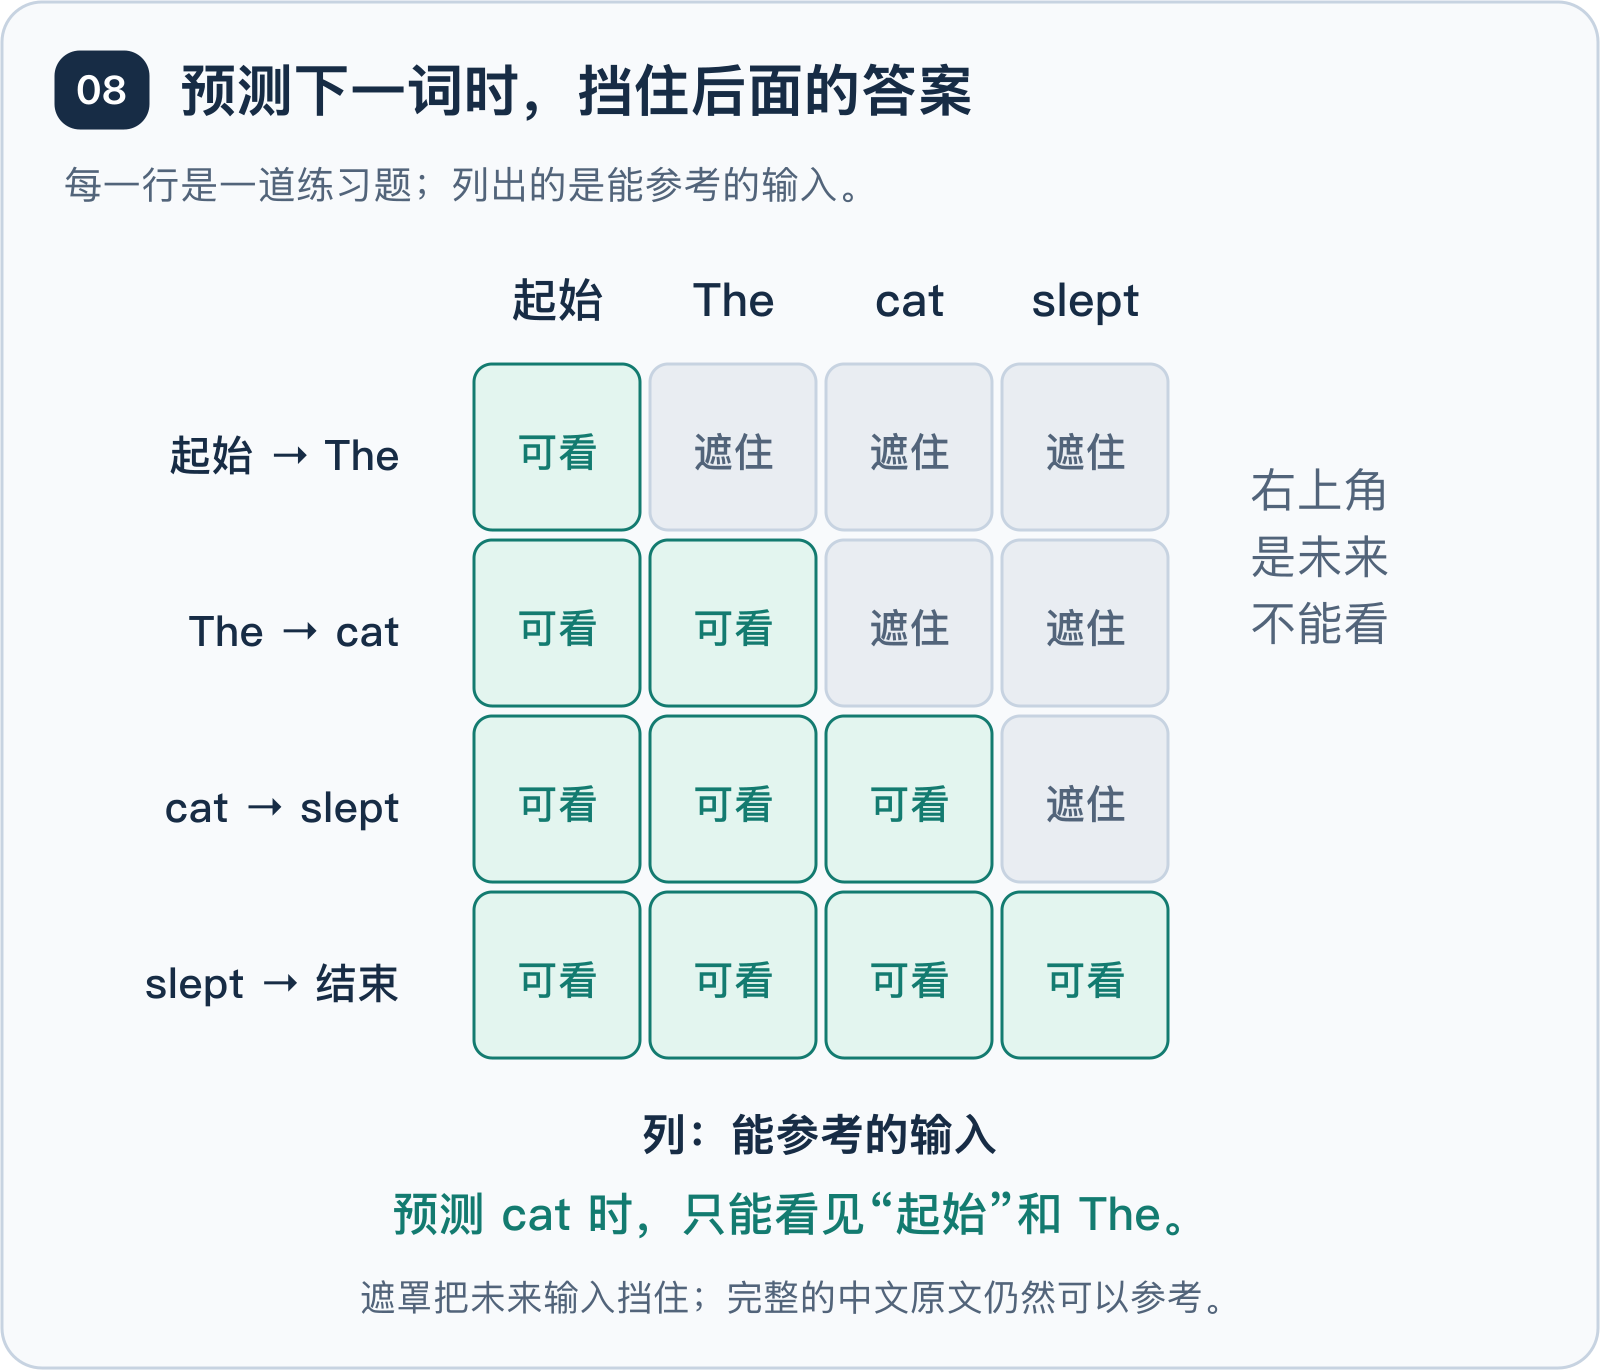 08 预测下一词时，挡住后面的答案
每一行是一道练习题；列出的是能参考的输入。
起始 The cat slept
起始 → The 可看 遮住 遮住 遮住
The → cat 可看 可看 遮住 遮住
cat → slept 可看 可看 可看 遮住
slept → 结束 可看 可看 可看 可看
右上角
是未来
不能看
列：能参考的输入
预测 cat 时，只能看见“起始”和 The。
遮罩把未来输入挡住；完整的中文原文仍然可以参考。